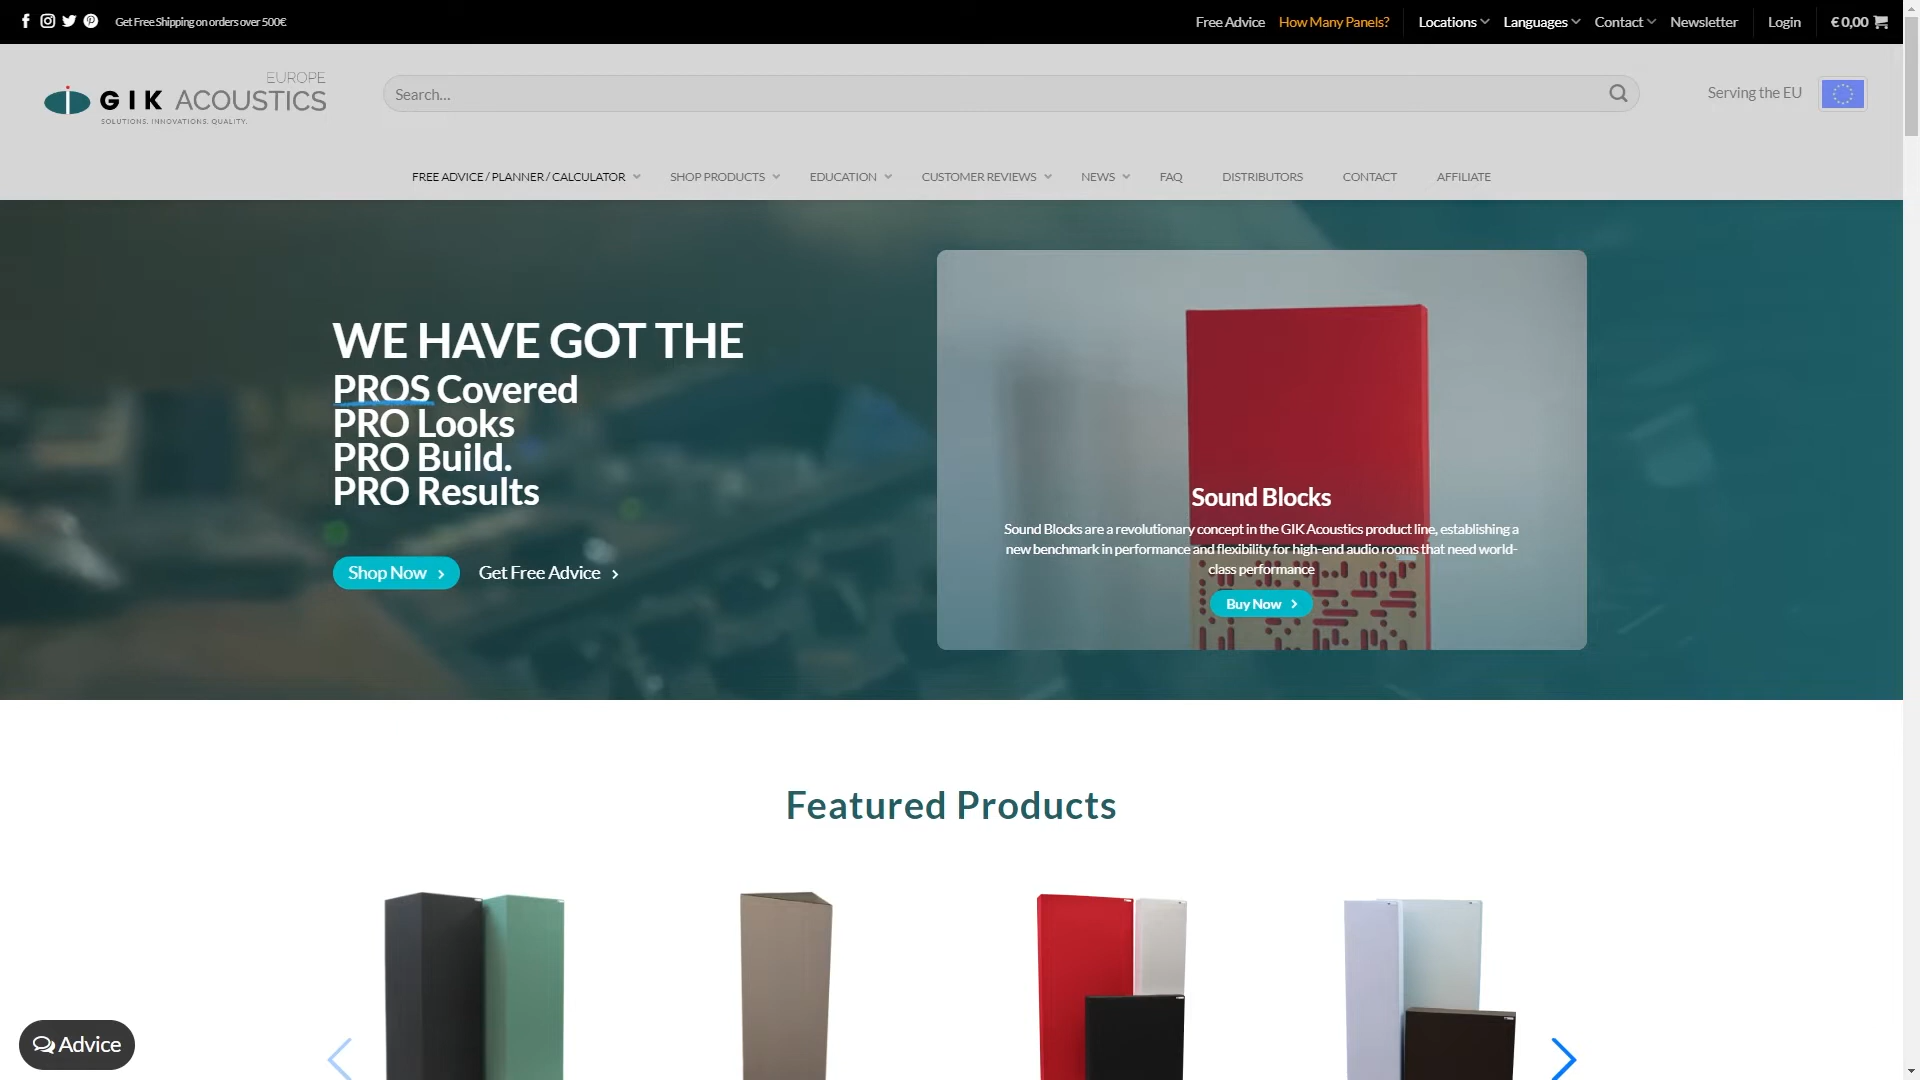 Get Free Shipping on orders over 500€
Free Advice
How Many Panels?
Locations
Languages
Contact
Newsletter
Login
€ 0,00
EUROPE
GIK ACOUSTICS
SOLUTIONS. INNOVATIONS. QUALITY.
Search...
Serving the EU
FREE ADVICE / PLANNER / CALCULATOR
SHOP PRODUCTS
EDUCATION
CUSTOMER REVIEWS
NEWS
FAQ
DISTRIBUTORS
CONTACT
AFFILIATE
WE HAVE GOT THE
PROS Covered
PRO Looks
PRO Build.
PRO Results
Shop Now
Get Free Advice
Sound Blocks
Sound Blocks are a revolutionary concept in the GIK Acoustics product line, establishing a
new benchmark in performance and flexibility for high-end audio rooms that need world-
class performance
Buy Now
Featured Products
Advice